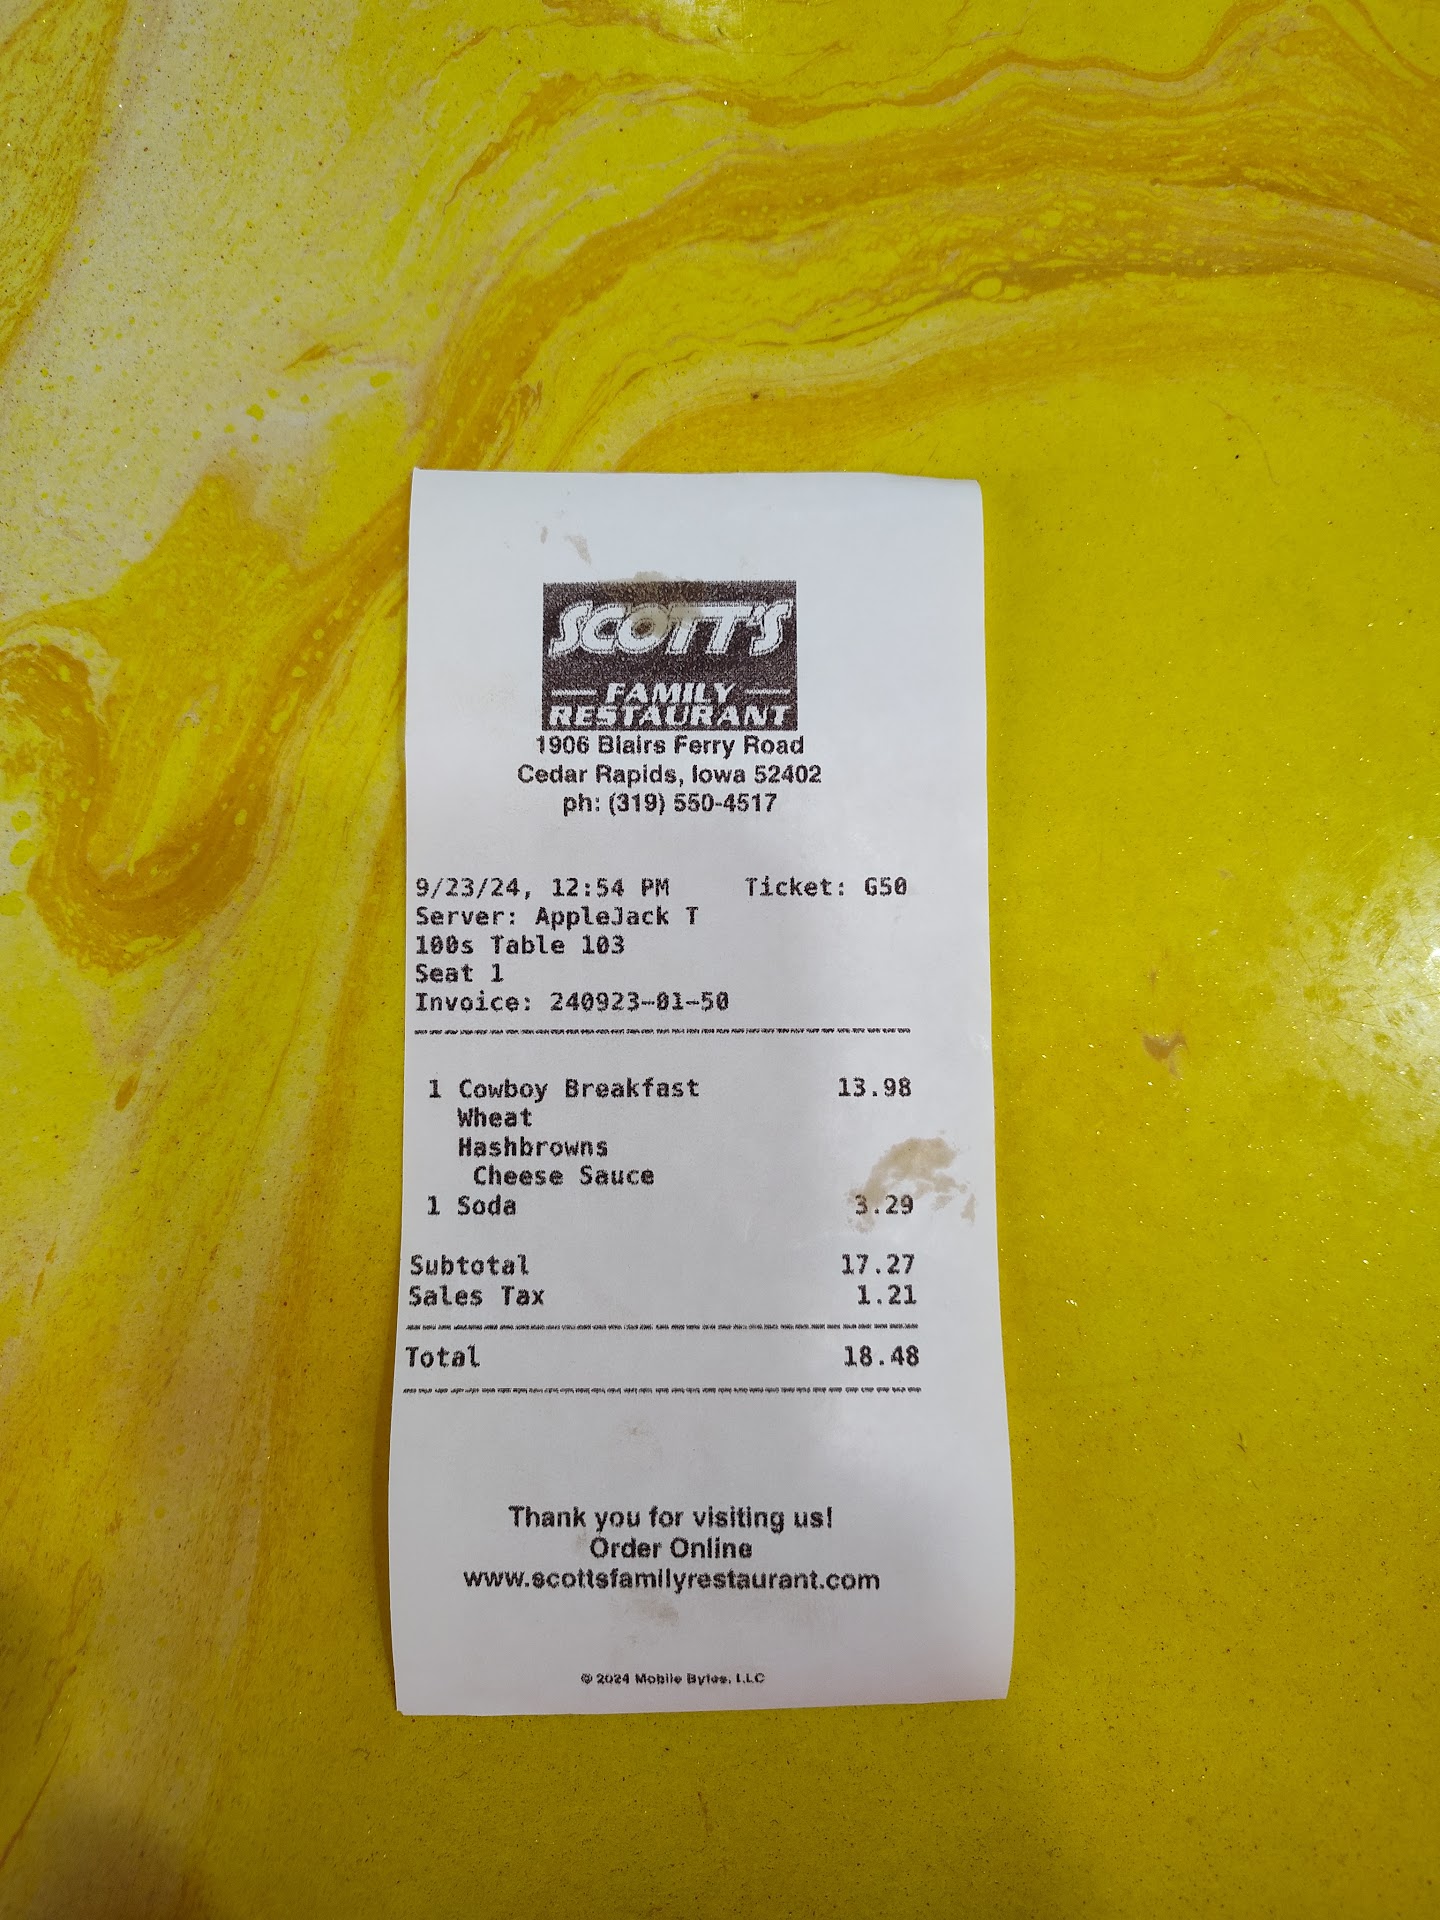 SCOTT'S
FAMILY
RESTAURANT
1906 Blairs Ferry Road
Cedar Rapids, Iowa 52402
ph: (319) 550-4517
9/23/24, 12:54 PM Ticket: G50
Server: AppleJack T
100s Table 103
Seat 1
Invoice: 240923-01-50
1 Cowboy Breakfast 13.98
Wheat
Hashbrowns
Cheese Sauce
1 Soda 3.29
Subtotal 17.27
Sales Tax 1.21
Total 18.48
Thank you for visiting us!
Order Online
www.scottsfamilyrestaurant.com
© 2024 Mobile Bytes, LLC